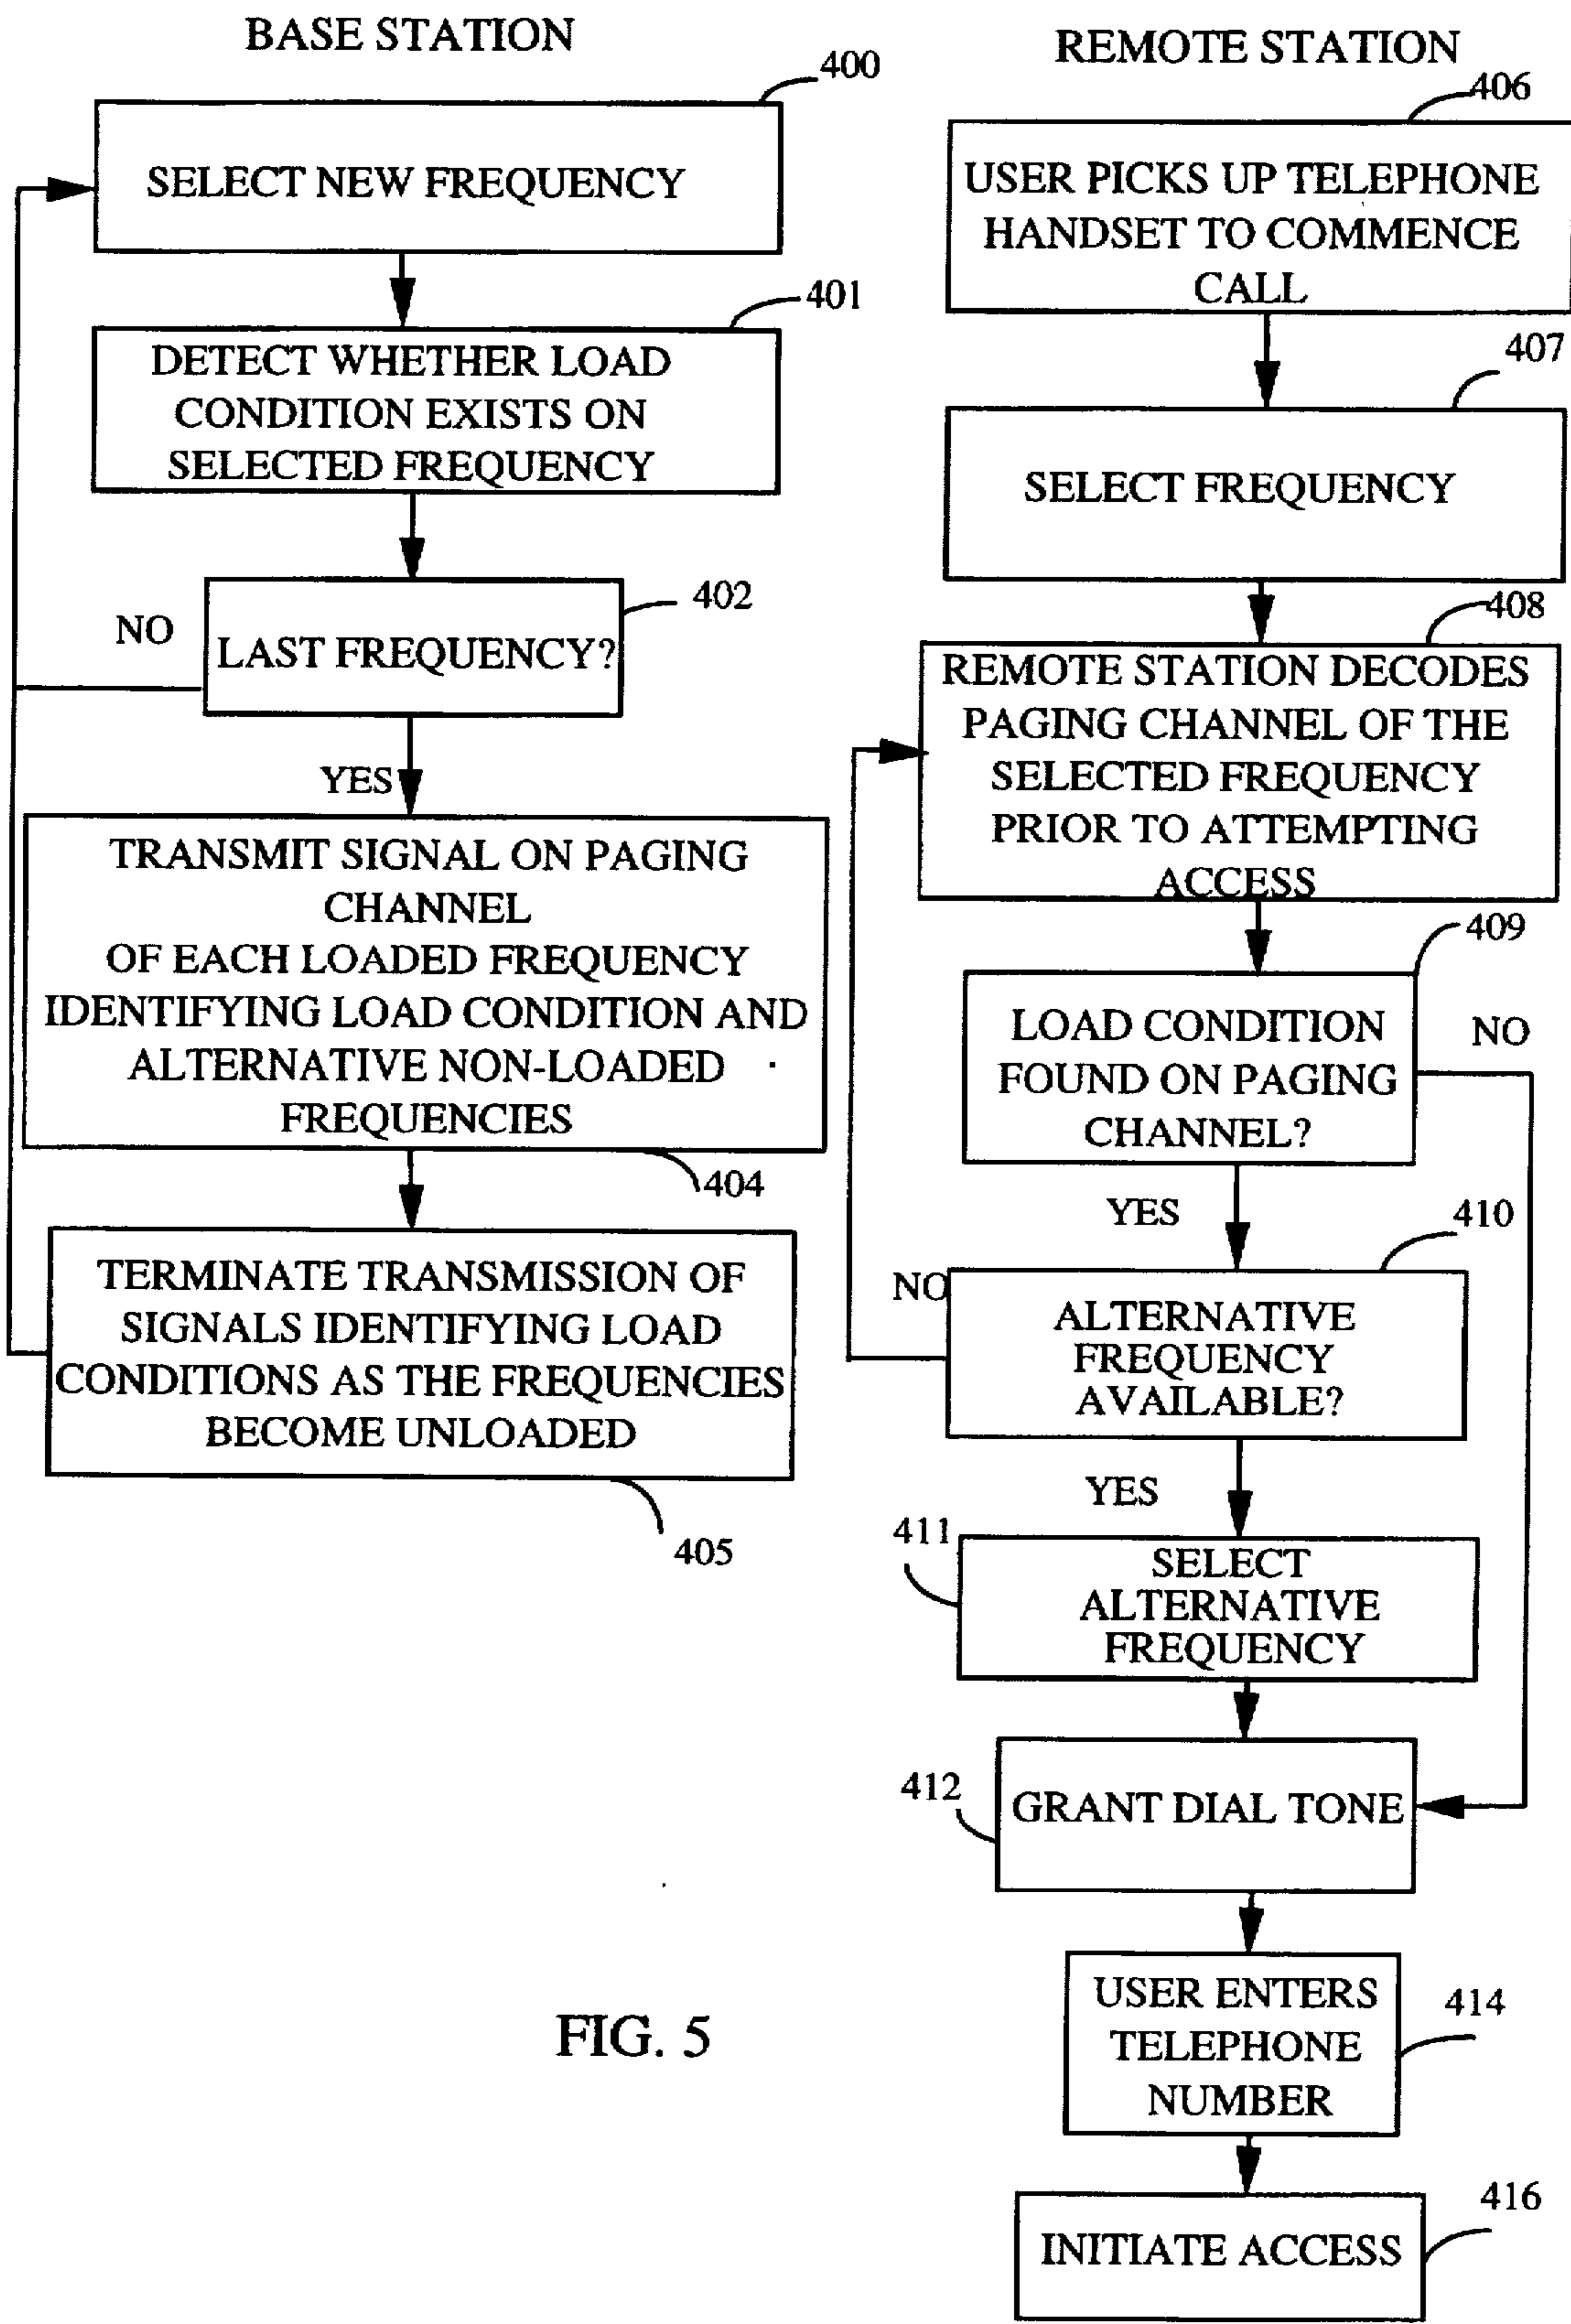 BASE STATION
400
SELECT NEW FREQUENCY
401
DETECT WHETHER LOAD
CONDITION EXISTS ON
SELECTED FREQUENCY
402
NO
LAST FREQUENCY?
YES
TRANSMIT SIGNAL ON PAGING
CHANNEL
OF EACH LOADED FREQUENCY
IDENTIFYING LOAD CONDITION AND
ALTERNATIVE NON-LOADED
FREQUENCIES
404
TERMINATE TRANSMISSION OF
SIGNALS IDENTIFYING LOAD
CONDITIONS AS THE FREQUENCIES
BECOME UNLOADED
405
REMOTE STATION
406
USER PICKS UP TELEPHONE
HANDSET TO COMMENCE
CALL
407
SELECT FREQUENCY
408
REMOTE STATION DECODES
PAGING CHANNEL OF THE
SELECTED FREQUENCY
PRIOR TO ATTEMPTING
ACCESS
409
LOAD CONDITION
FOUND ON PAGING
CHANNEL?
NO
YES
410
NO
ALTERNATIVE
FREQUENCY
AVAILABLE?
YES
411
SELECT
ALTERNATIVE
FREQUENCY
412
GRANT DIAL TONE
USER ENTERS
TELEPHONE
NUMBER
414
416
INITIATE ACCESS
FIG. 5